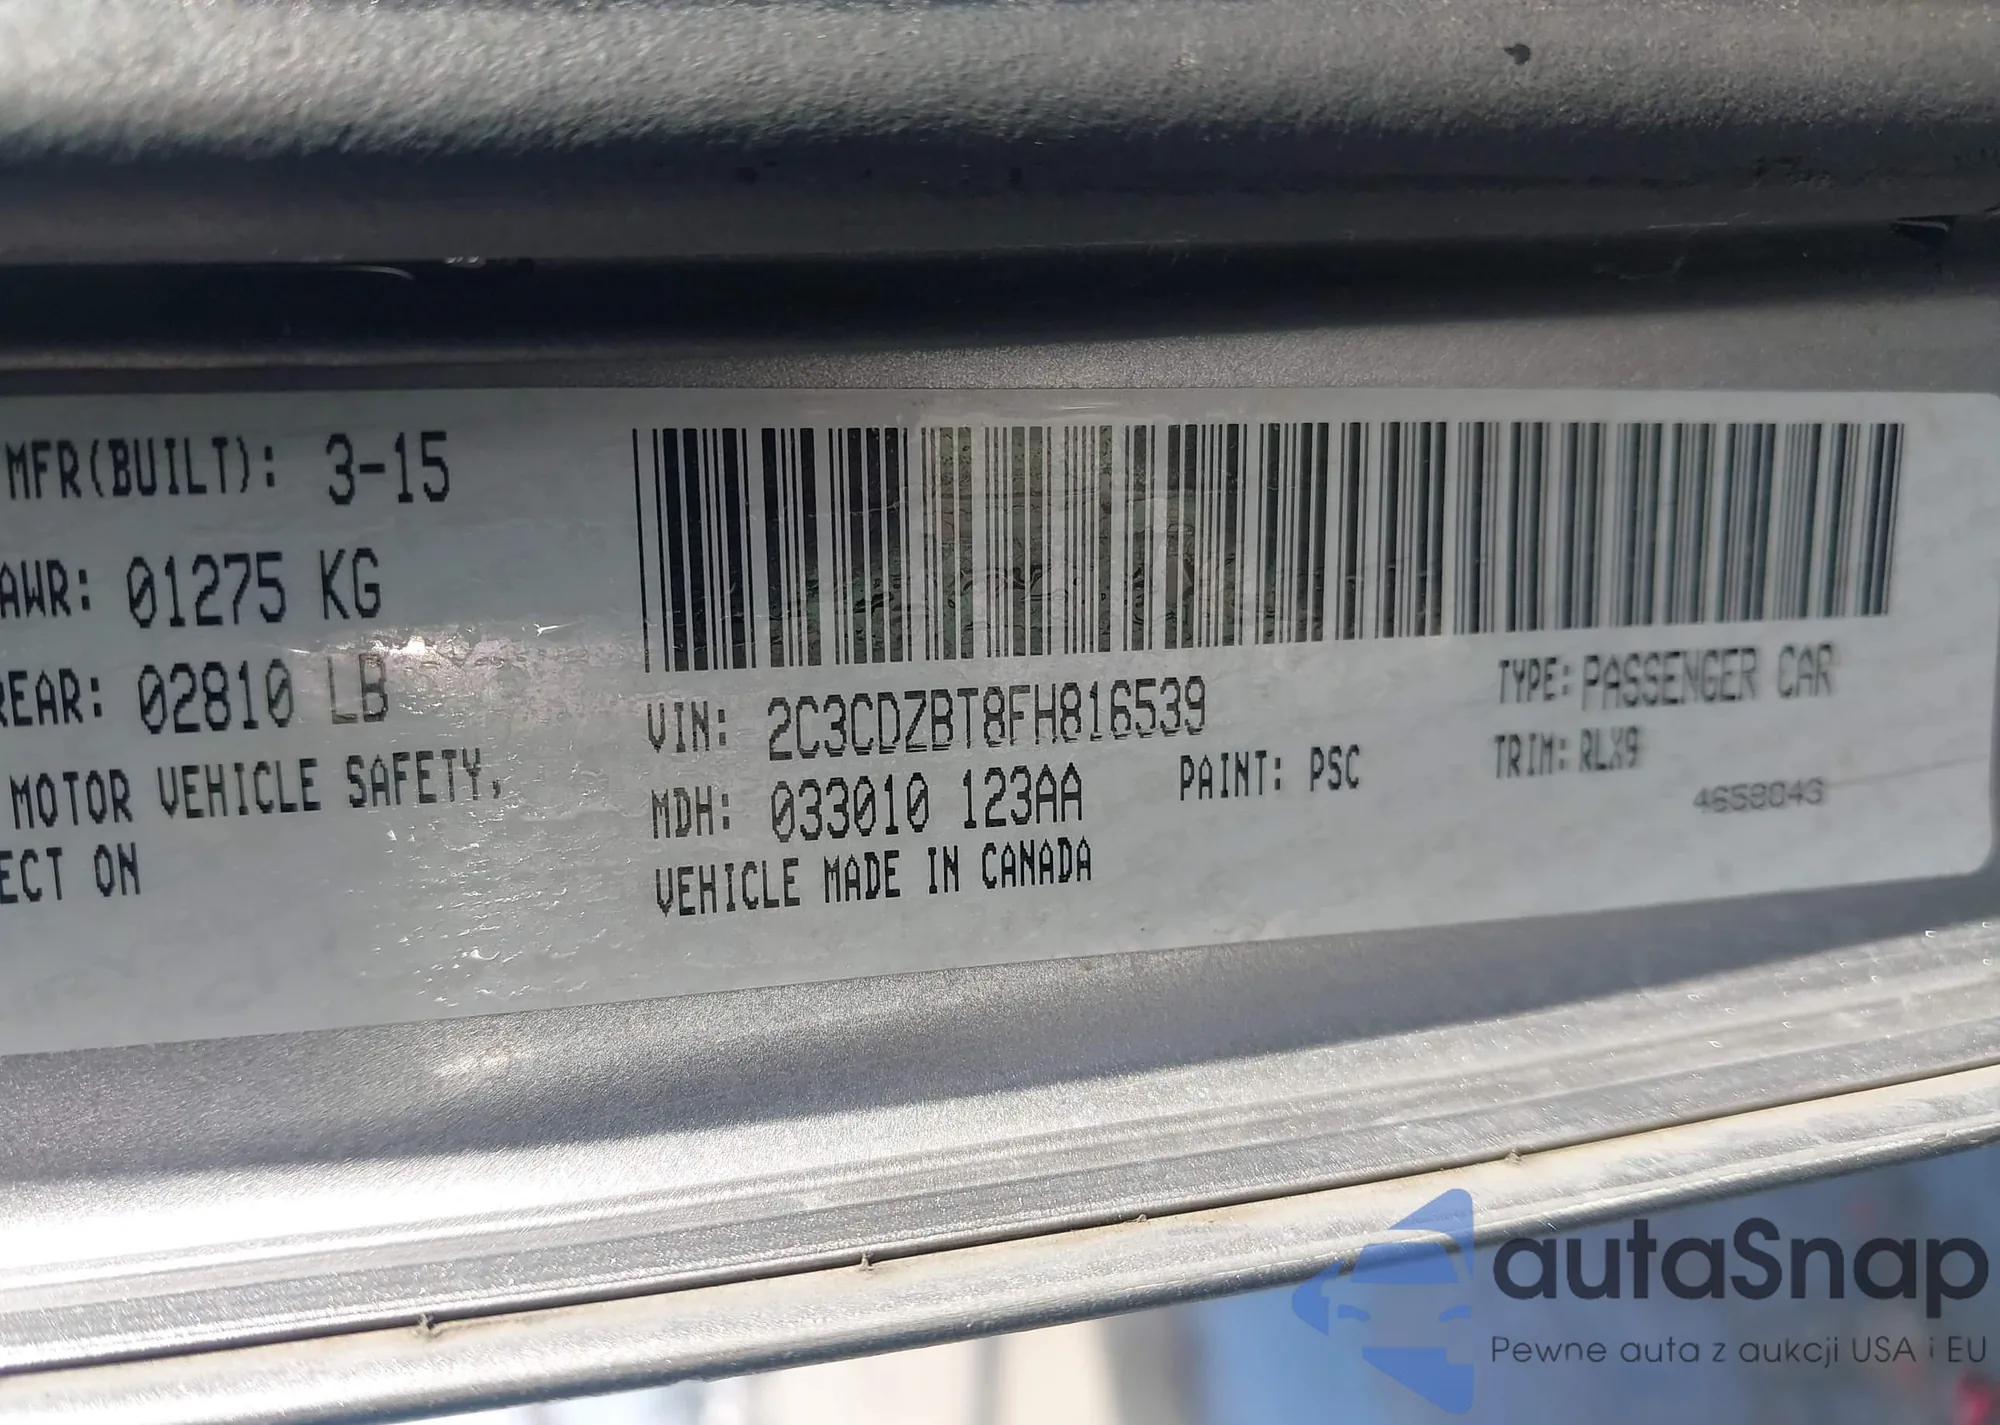 MFR(BUILT): 3-15
AWR: 01275 KG
REAR: 02810 LB
MOTOR VEHICLE SAFETY,
ECT ON
VIN: 2C3CDZBT8FH816539
MDH: 033010 123AA
PAINT: PSC
VEHICLE MADE IN CANADA
TYPE: PASSENGER CAR
TRIM: RLX9
4658043
autaSnap
Pewne auta z aukcji USA i EU